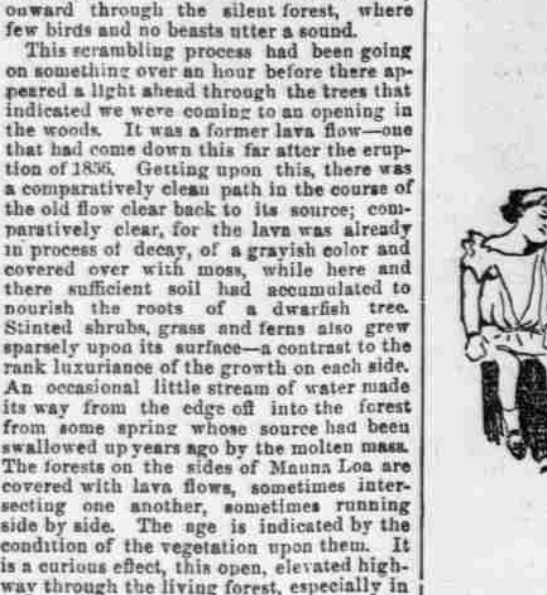 onward through the silent forest, where
few birds and no beasts utter a sound.
This scrambling process had been going
on something over an hour before there ap-
peared a light ahead through the trees that
indicated we were coming to an opening in
the woods. It was a former lava flow—one
that had come down this far after the erup-
tion of 1856. Getting upon this, there was
a comparatively clean path in the course of
the old flow clear back to its source; com-
paratively clear, for the lava was already
in process of decay, of a grayish color and
covered over with moss, while here and
there sufficient soil had accumulated to
nourish the roots of a dwarfish tree.
Stinted shrubs, grass and ferns also grew
sparsely upon its surface—a contrast to the
rank luxuriance of the growth on each side.
An occasional little stream of water made
its way from the edge off into the forest
from some spring whose source had been
swallowed up years ago by the molten mass.
The forests on the sides of Mauna Loa are
covered with lava flows, sometimes inter-
secting one another, sometimes running
side by side. The age is indicated by the
condition of the vegetation upon them. It
is a curious effect, this open, elevated high-
way through the living forest, especially in